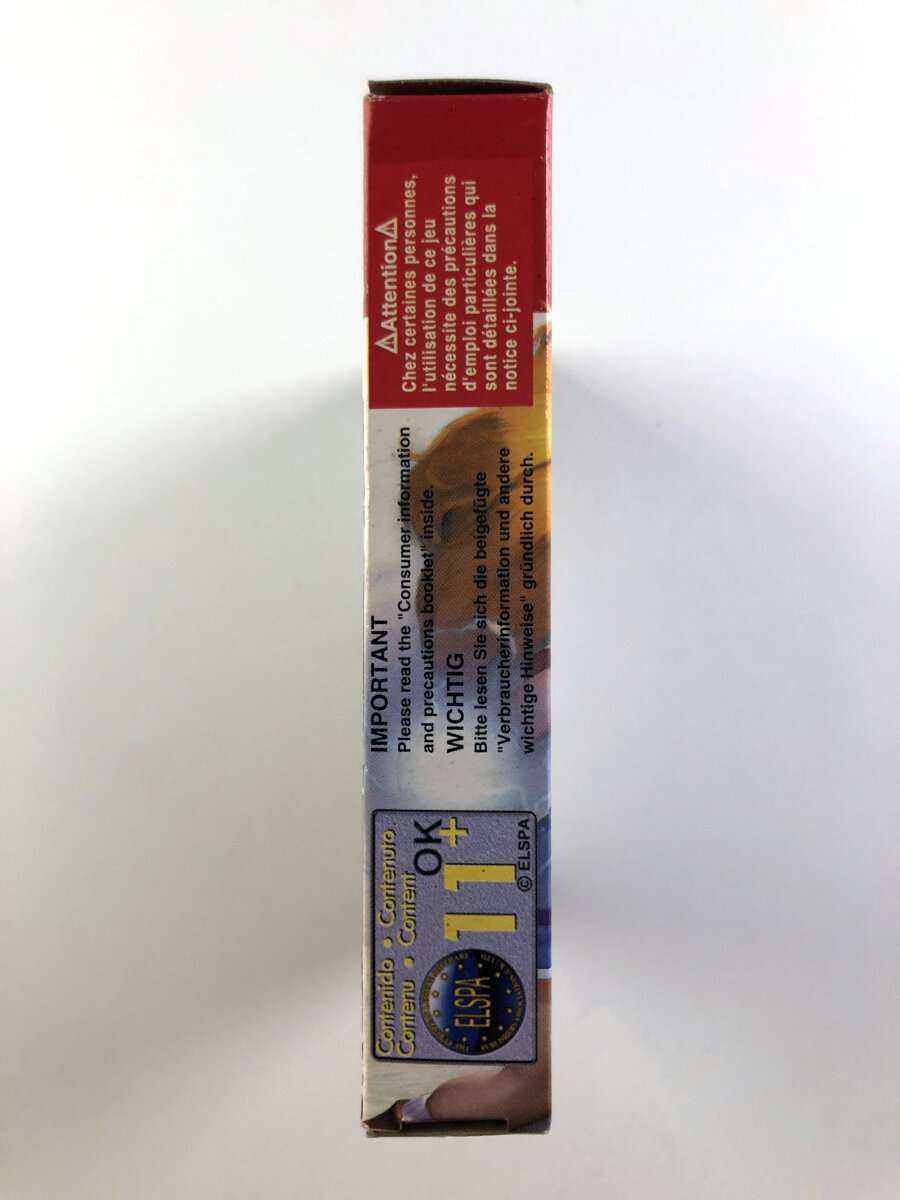 ⚠Attention⚠
Chez certaines personnes,
l'utilisation de ce jeu
nécessite des précautions
d'emploi particulières qui
sont détaillées dans la
notice ci-jointe.
IMPORTANT
Please read the "Consumer information
and precautions booklet" inside.
WICHTIG
Bitte lesen Sie sich die beigefügte
"Verbraucherinformation und andere
wichtige Hinweise" gründlich durch.
Contenido • Contenuto
Contenu • Content
OK
11+
ELSPA
© ELSPA